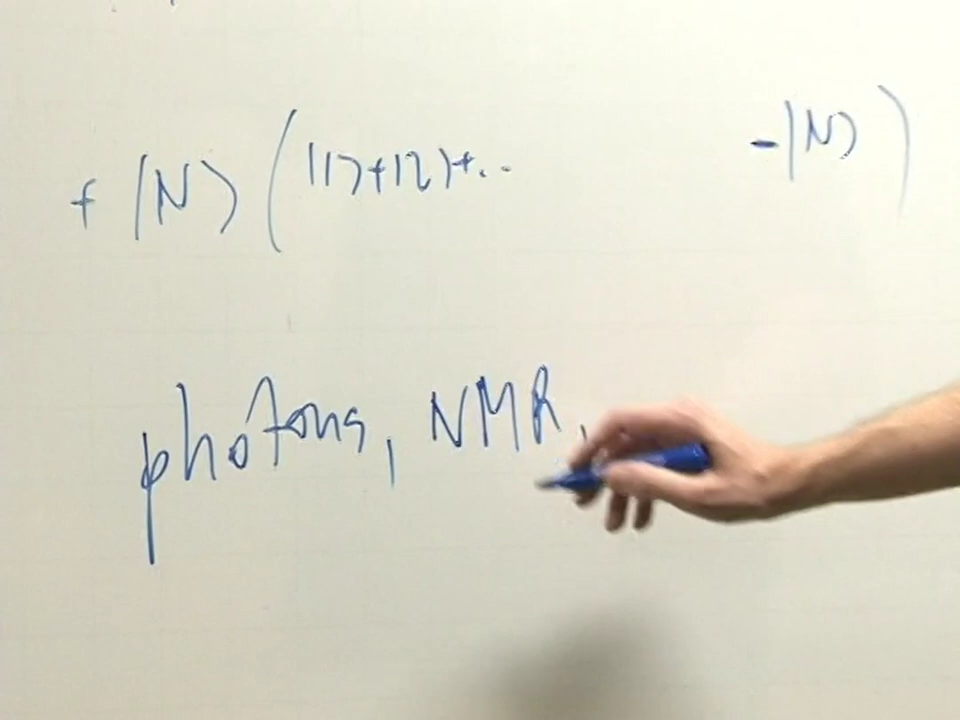 + |N⟩ ( |1⟩+|2⟩+.. -|N⟩ )
photons, NMR,